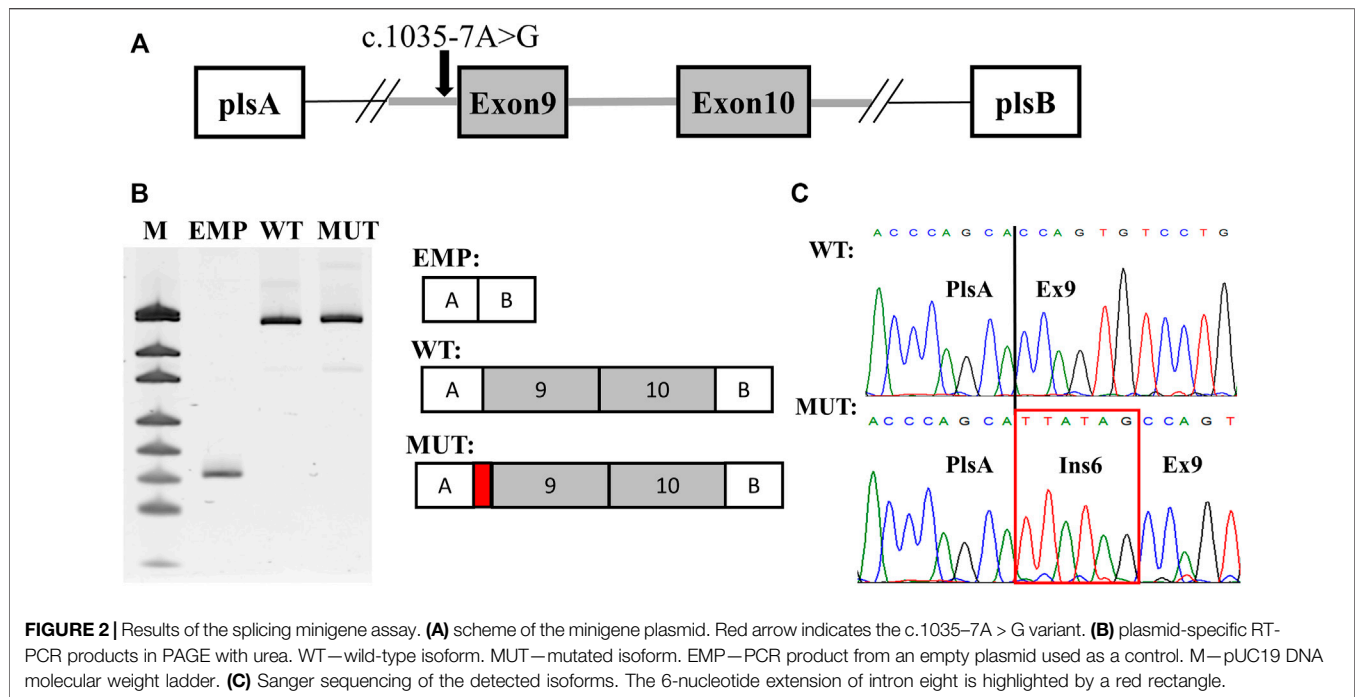 A
c.1035-7A>G
plsA
Exon9
Exon10
plsB
B
M EMP WT MUT
EMP:
A B
WT:
A 9 10 B
MUT:
A 9 10 B
C
A C C C A G C A C C A G T G T C C T G
WT:
PlsA Ex9
MUT:
A C C C A G C A T T A T A G C C A G T
PlsA Ins6 Ex9
FIGURE 2 | Results of the splicing minigene assay. (A) scheme of the minigene plasmid. Red arrow indicates the c.1035–7A > G variant. (B) plasmid-specific RT-
PCR products in PAGE with urea. WT—wild-type isoform. MUT—mutated isoform. EMP—PCR product from an empty plasmid used as a control. M—pUC19 DNA
molecular weight ladder. (C) Sanger sequencing of the detected isoforms. The 6-nucleotide extension of intron eight is highlighted by a red rectangle.